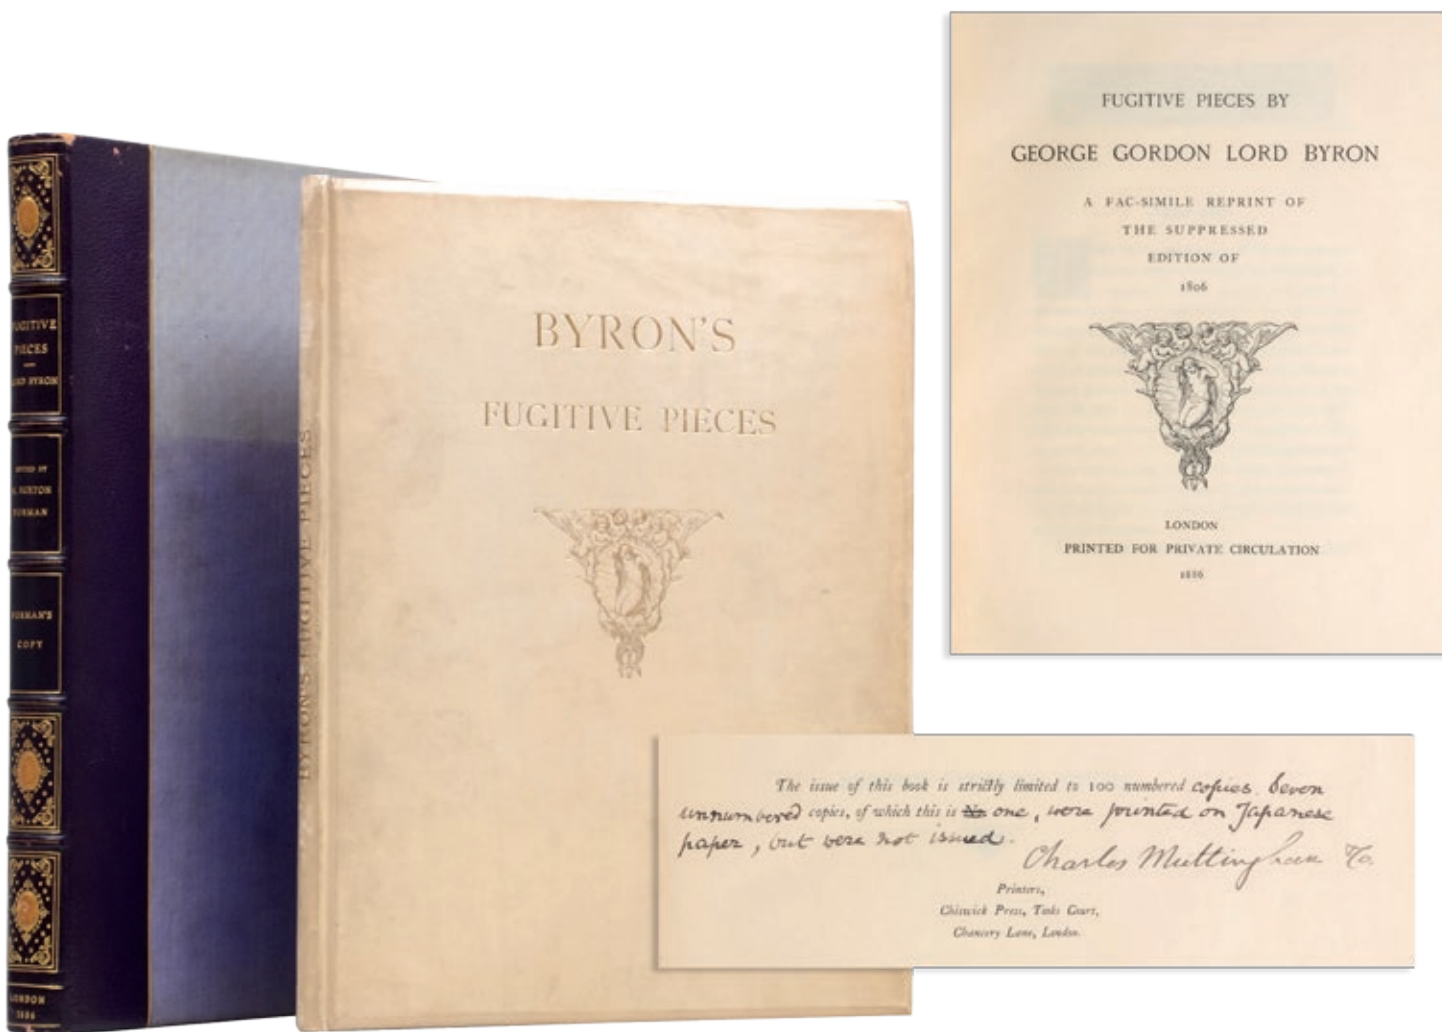 FUGITIVE
PIECES
LORD BYRON
EDITED BY
H. BUXTON
FORMAN
FORMAN'S
COPY
LONDON
1886
BYRON'S FUGITIVE PIECES
BYRON'S
FUGITIVE PIECES
FUGITIVE PIECES BY
GEORGE GORDON LORD BYRON
A FAC-SIMILE REPRINT OF
THE SUPPRESSED
EDITION OF
1806
LONDON
PRINTED FOR PRIVATE CIRCULATION
1886
The issue of this book is strictly limited to 100 numbered copies. Seven
unnumbered copies, of which this is No one, were printed on Japanese
paper, but were not issued.
Charles Whittingham & Co.
Printers,
Chiswick Press, Tooks Court,
Chancery Lane, London.